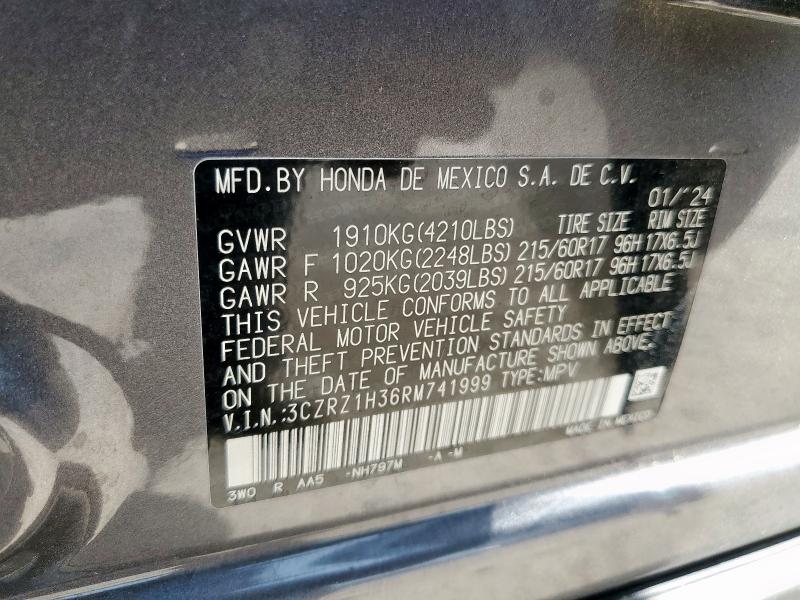 MFD.BY HONDA DE MEXICO S.A. DE C.V.
01/'24
TIRE SIZE RIM SIZE
GVWR 1910KG(4210LBS)
GAWR F 1020KG(2248LBS) 215/60R17 96H 17X6.5J
GAWR R 925KG(2039LBS) 215/60R17 96H 17X6.5J
THIS VEHICLE CONFORMS TO ALL APPLICABLE
FEDERAL MOTOR VEHICLE SAFETY
AND THEFT PREVENTION STANDARDS IN EFFECT
ON THE DATE OF MANUFACTURE SHOWN ABOVE.
V.I.N.:3CZRZ1H36RM741999 TYPE:MPV
MADE IN MEXICO
3W0 R AA5 -NH797M -A -M